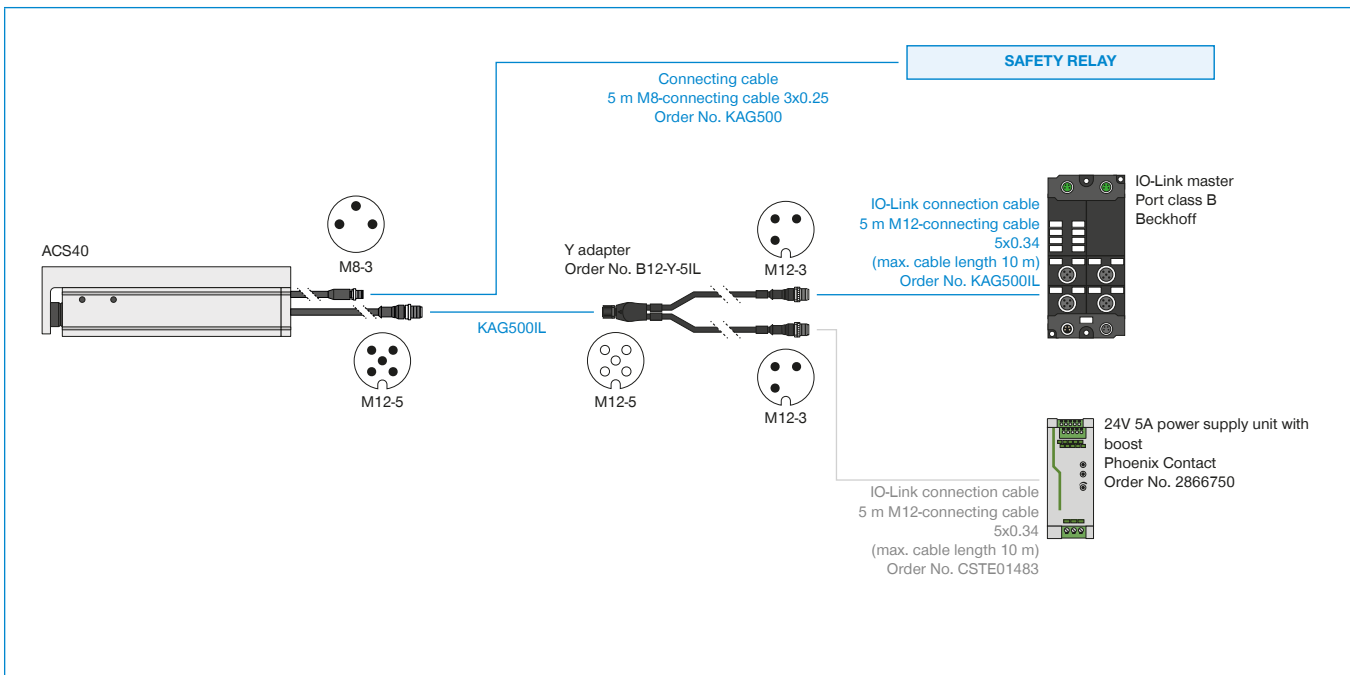 SAFETY RELAY
Connecting cable
5 m M8-connecting cable 3x0.25
Order No. KAG500
ACS40
M8-3
M12-5
KAG500IL
Y adapter
Order No. B12-Y-5IL
M12-5
M12-3
M12-3
IO-Link connection cable
5 m M12-connecting cable
5x0.34
(max. cable length 10 m)
Order No. KAG500IL
IO-Link master
Port class B
Beckhoff
24V 5A power supply unit with
boost
Phoenix Contact
Order No. 2866750
IO-Link connection cable
5 m M12-connecting cable
5x0.34
(max. cable length 10 m)
Order No. CSTE01483